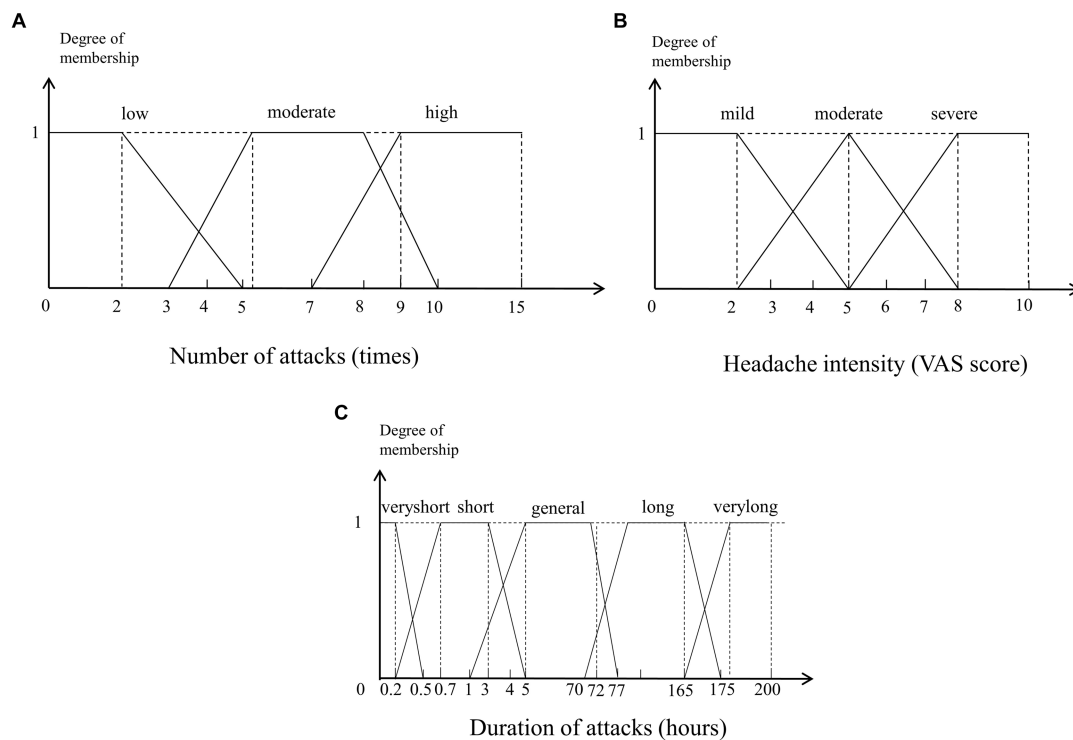 A
Degree of
membership
low
moderate
high
1
0
2
3
4
5
7
8
9
10
15
Number of attacks (times)
B
Degree of
membership
mild
moderate
severe
1
0
2
3
4
5
6
7
8
10
Headache intensity (VAS score)
C
Degree of
membership
veryshort
short
general
long
verylong
1
0
0.2
0.5
0.7
1
3
4
5
70
72
77
165
175
200
Duration of attacks (hours)